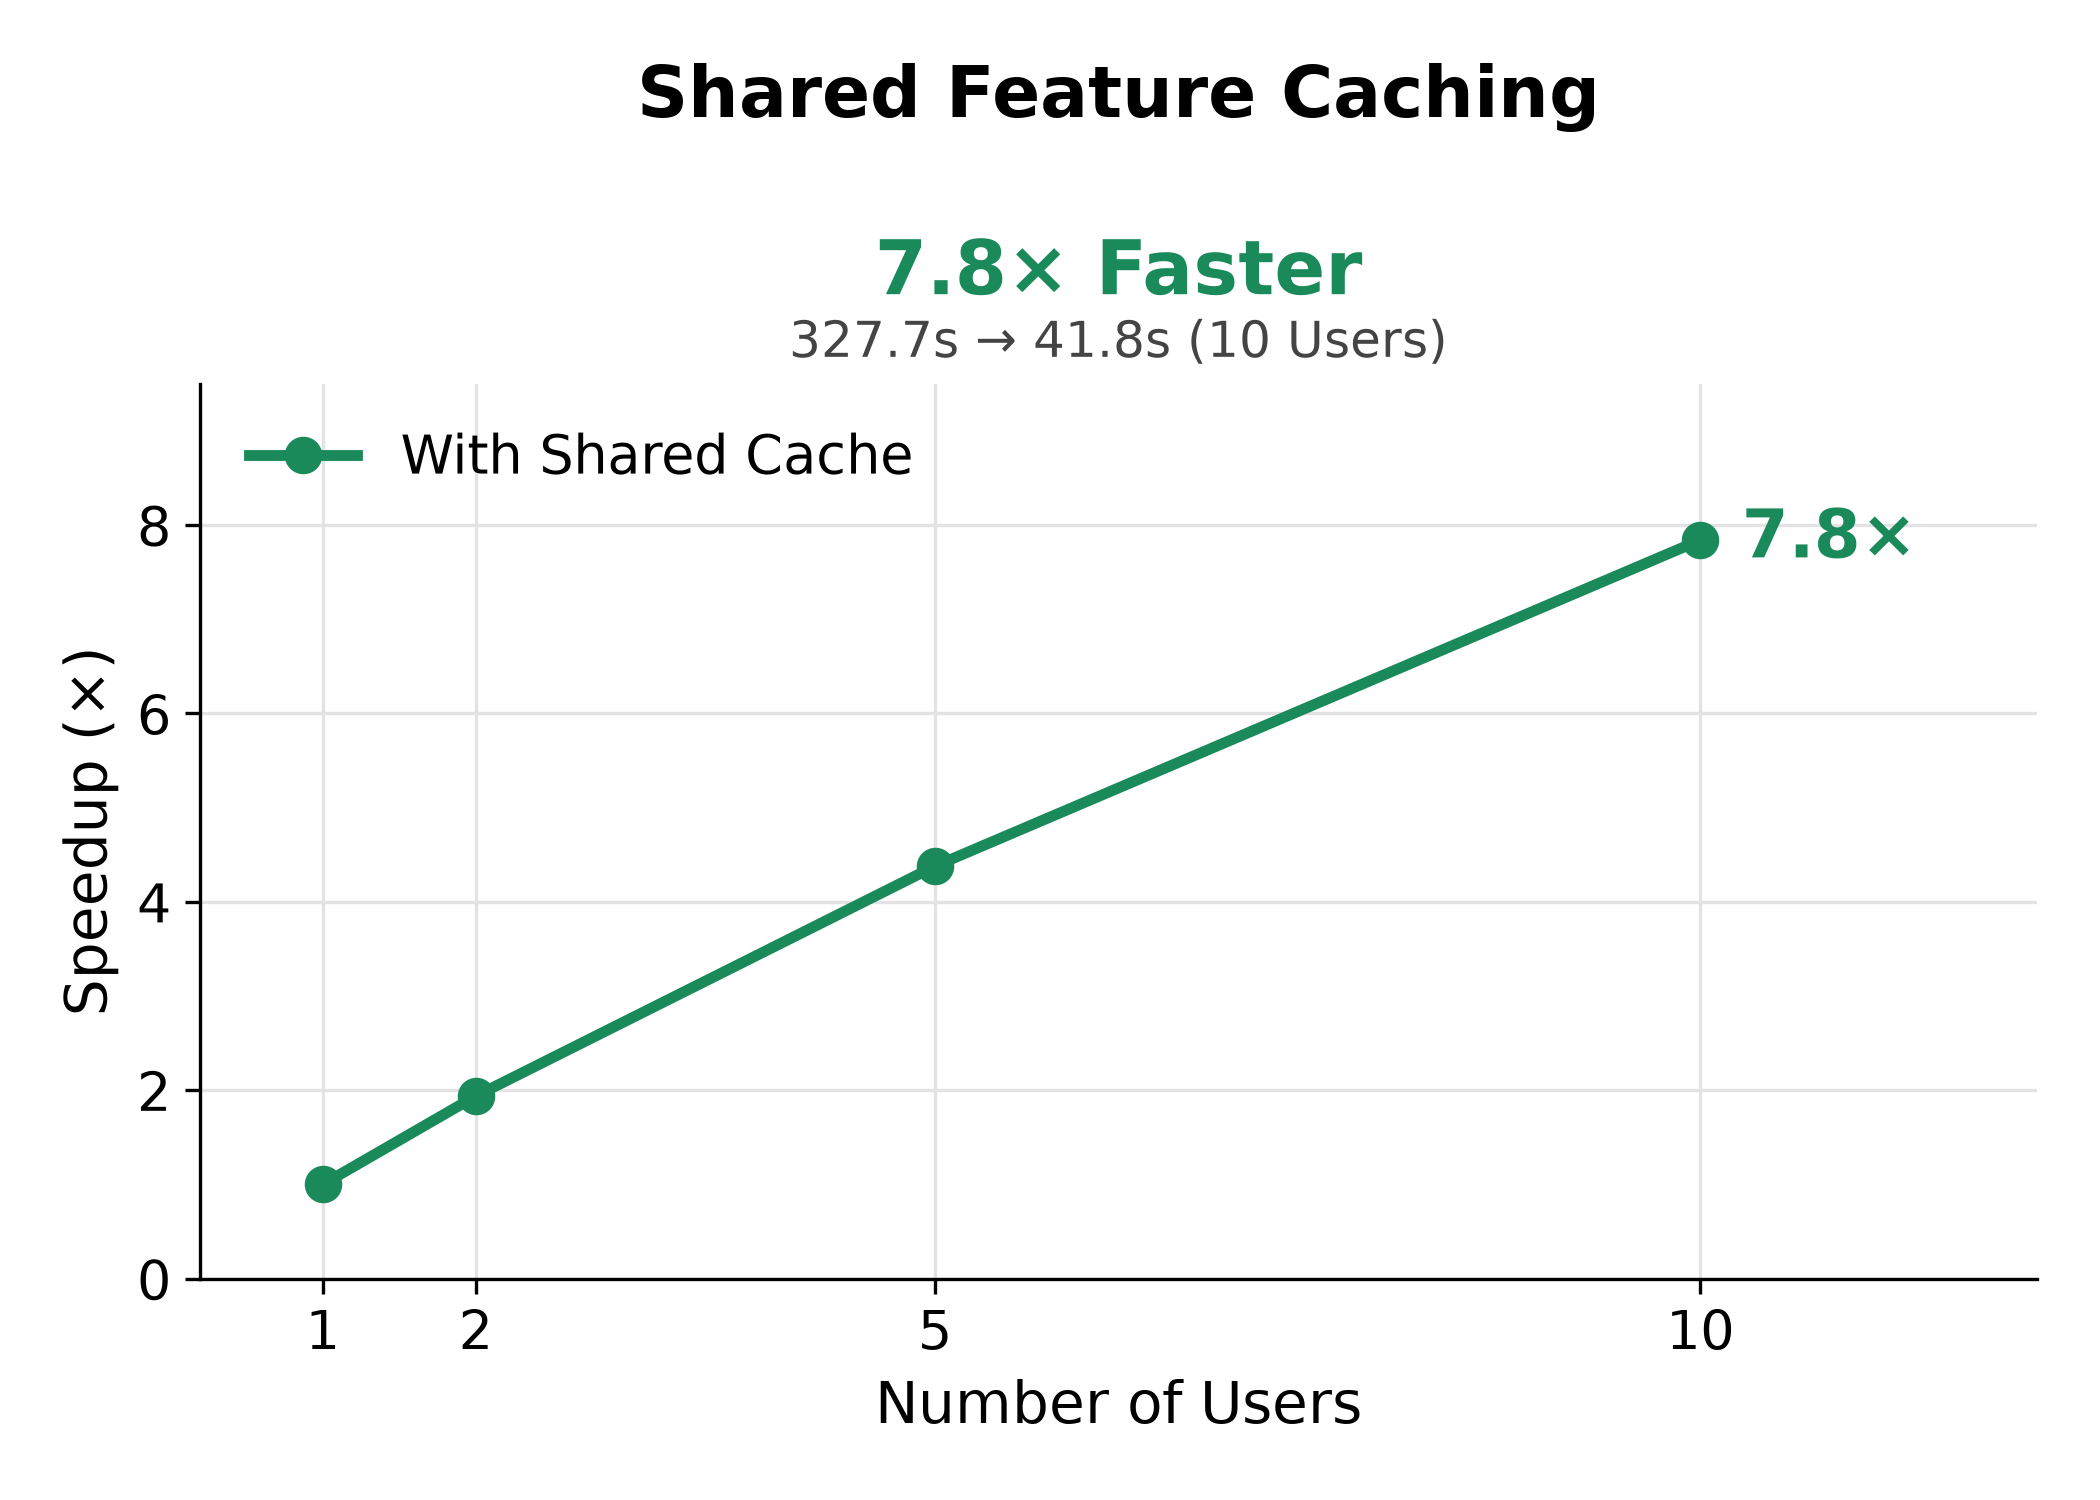 Shared Feature Caching
7.8× Faster
327.7s → 41.8s (10 Users)
With Shared Cache
7.8×
8
6
4
2
0
Speedup (×)
1 2 5 10
Number of Users